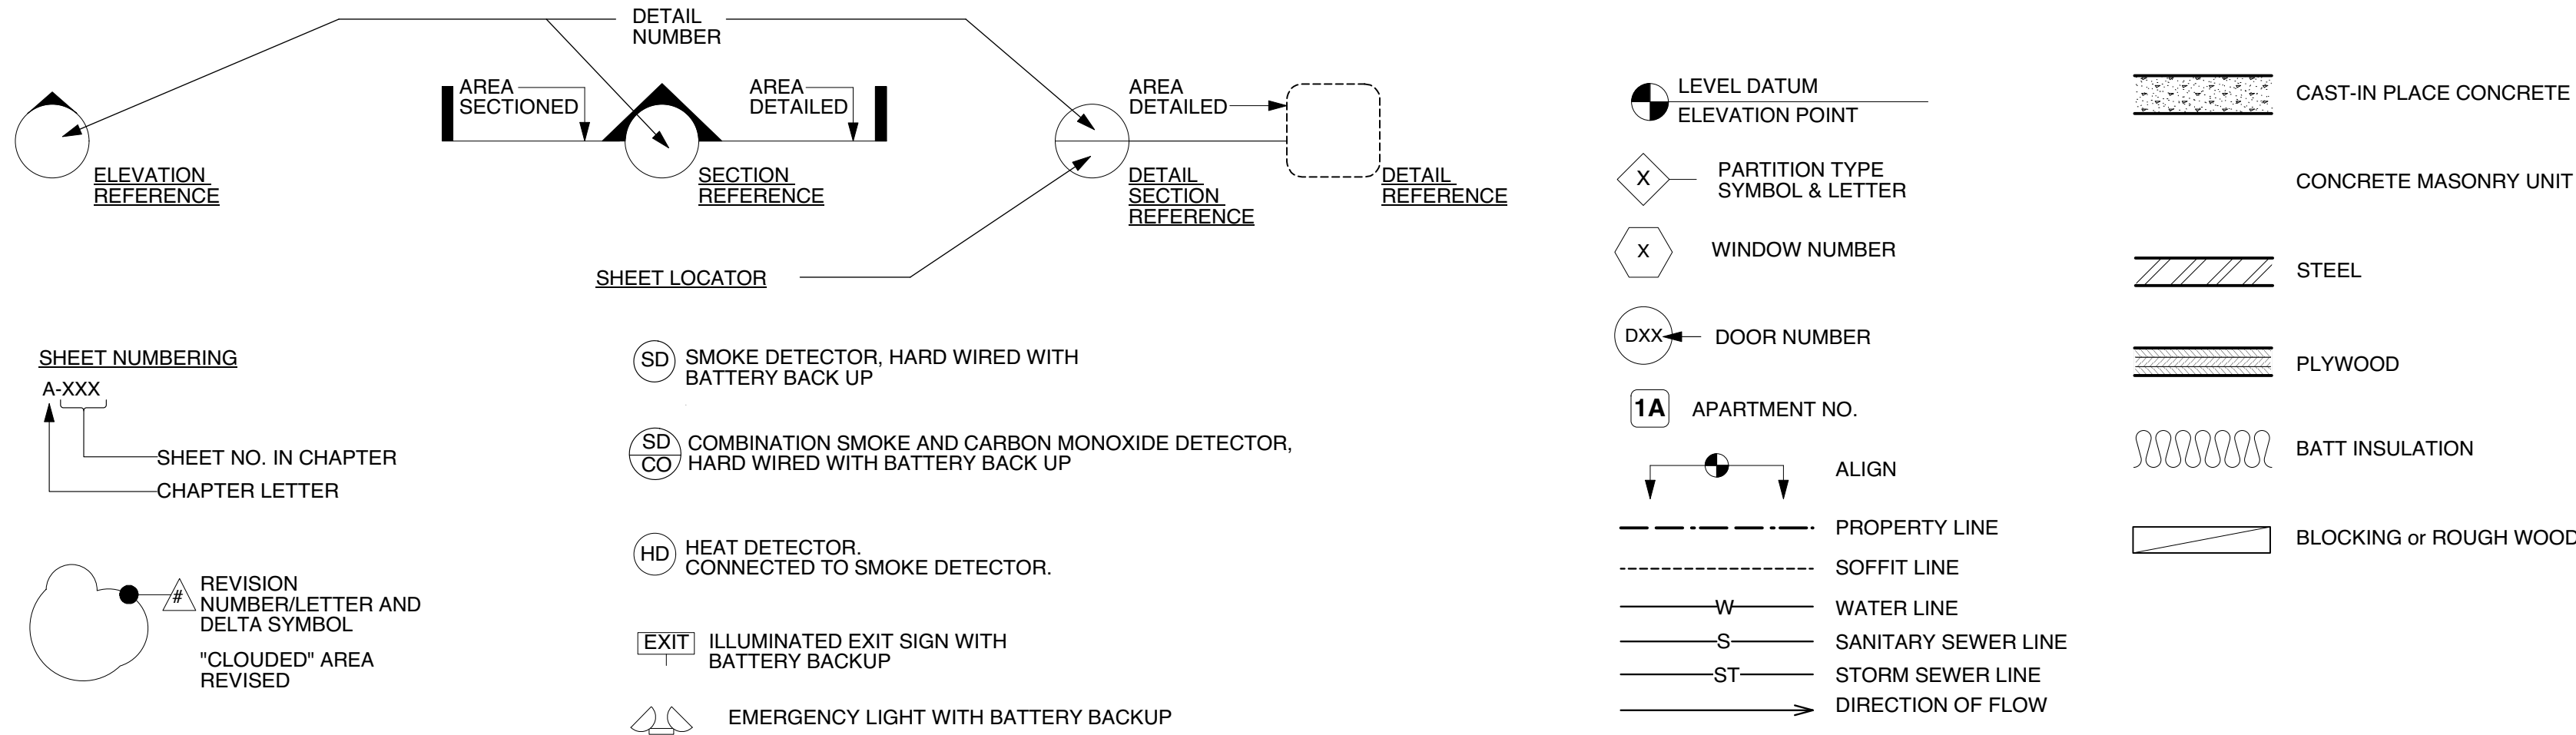 DETAIL
NUMBER
AREA
SECTIONED
AREA
DETAILED
AREA
DETAILED
ELEVATION
REFERENCE
SECTION
REFERENCE
DETAIL
SECTION
REFERENCE
DETAIL
REFERENCE
SHEET LOCATOR
SHEET NUMBERING
A-XXX
SHEET NO. IN CHAPTER
CHAPTER LETTER
#
REVISION
NUMBER/LETTER AND
DELTA SYMBOL
"CLOUDED" AREA
REVISED
SD
SMOKE DETECTOR, HARD WIRED WITH
BATTERY BACK UP
SD
CO
COMBINATION SMOKE AND CARBON MONOXIDE DETECTOR,
HARD WIRED WITH BATTERY BACK UP
HD
HEAT DETECTOR.
CONNECTED TO SMOKE DETECTOR.
EXIT
ILLUMINATED EXIT SIGN WITH
BATTERY BACKUP
EMERGENCY LIGHT WITH BATTERY BACKUP
LEVEL DATUM
ELEVATION POINT
X
PARTITION TYPE
SYMBOL & LETTER
X
WINDOW NUMBER
DXX
DOOR NUMBER
1A
APARTMENT NO.
ALIGN
PROPERTY LINE
SOFFIT LINE
W
WATER LINE
S
SANITARY SEWER LINE
ST
STORM SEWER LINE
DIRECTION OF FLOW
CAST-IN PLACE CONCRETE
CONCRETE MASONRY UNIT
STEEL
PLYWOOD
BATT INSULATION
BLOCKING or ROUGH WOOD